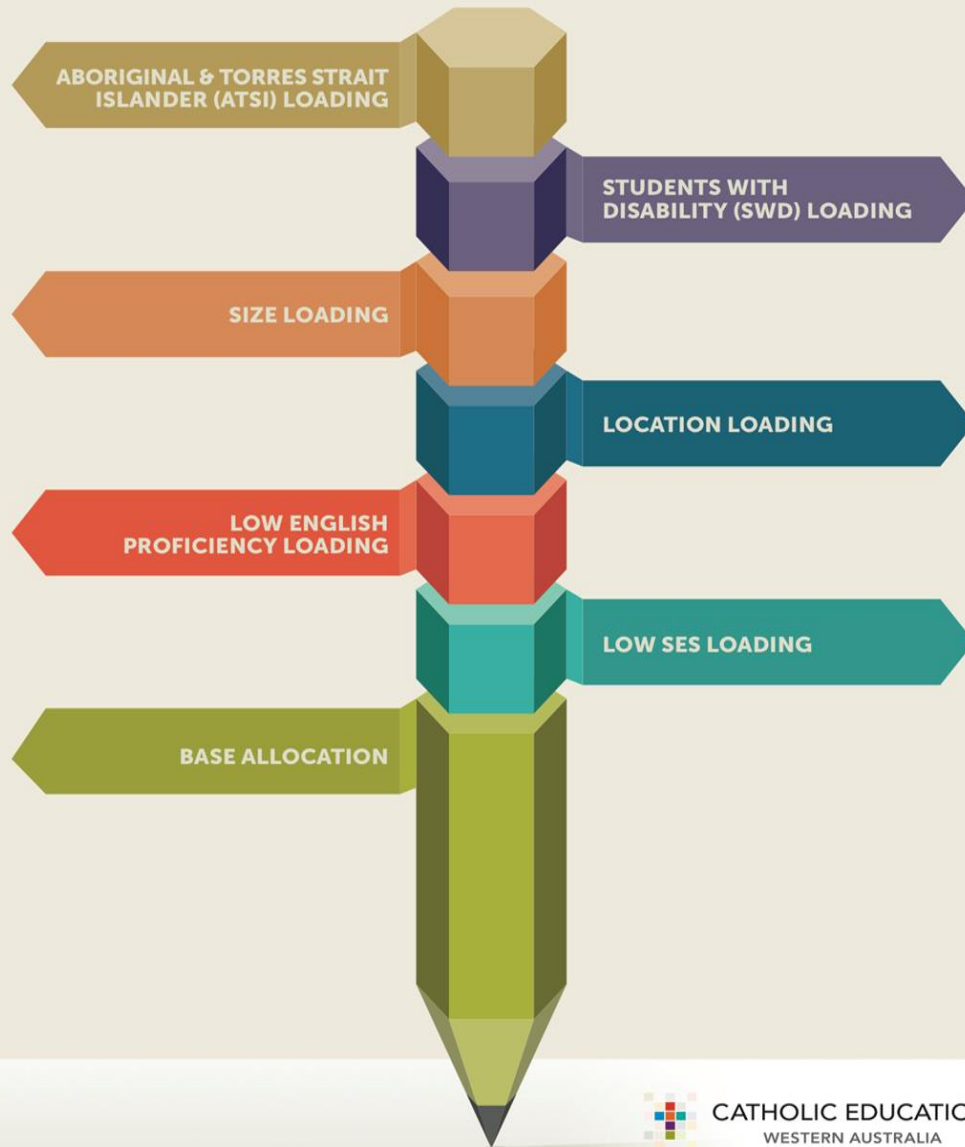 ABORIGINAL & TORRES STRAIT
ISLANDER (ATSI) LOADING
STUDENTS WITH
DISABILITY (SWD) LOADING
SIZE LOADING
LOCATION LOADING
LOW ENGLISH
PROFICIENCY LOADING
LOW SES LOADING
BASE ALLOCATION
CATHOLIC EDUCATIO
WESTERN AUSTRALIA